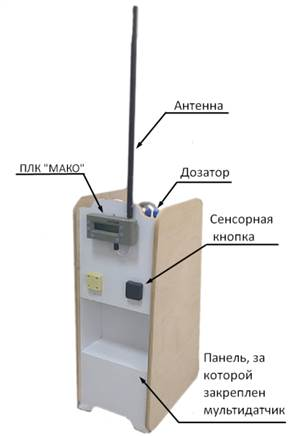 Антенна
ПЛК "МАКО"
Дозатор
Сенсорная
кнопка
Панель, за
которой
закреплен
мультидатчик